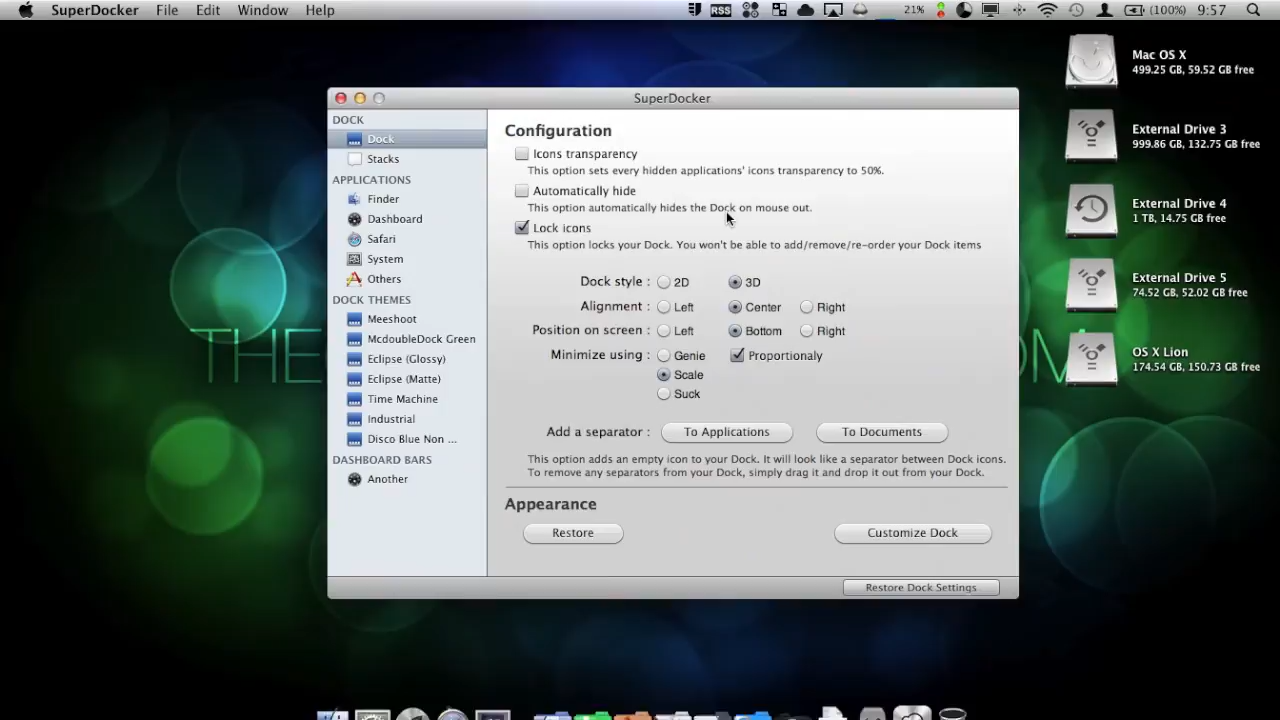 SuperDocker File Edit Window Help RSS 21% (100%) 9:57
Mac OS X
499.25 GB, 59.52 GB free
External Drive 3
999.86 GB, 132.75 GB free
External Drive 4
1 TB, 14.75 GB free
External Drive 5
74.52 GB, 52.02 GB free
OS X Lion
174.54 GB, 150.73 GB free
SuperDocker
DOCK
Dock
Stacks
APPLICATIONS
Finder
Dashboard
Safari
System
Others
DOCK THEMES
Meeshoot
McdoubleDock Green
Eclipse (Glossy)
Eclipse (Matte)
Time Machine
Industrial
Disco Blue Non ...
DASHBOARD BARS
Another
Configuration
Icons transparency
This option sets every hidden applications' icons transparency to 50%.
Automatically hide
This option automatically hides the Dock on mouse out.
Lock icons
This option locks your Dock. You won't be able to add/remove/re-order your Dock items
Dock style : 2D 3D
Alignment : Left Center Right
Position on screen : Left Bottom Right
Minimize using : Genie Proportionaly
Scale
Suck
Add a separator : To Applications To Documents
This option adds an empty icon to your Dock. It will look like a separator between Dock icons.
To remove any separators from your Dock, simply drag it and drop it out from your Dock.
Appearance
Restore Customize Dock
Restore Dock Settings